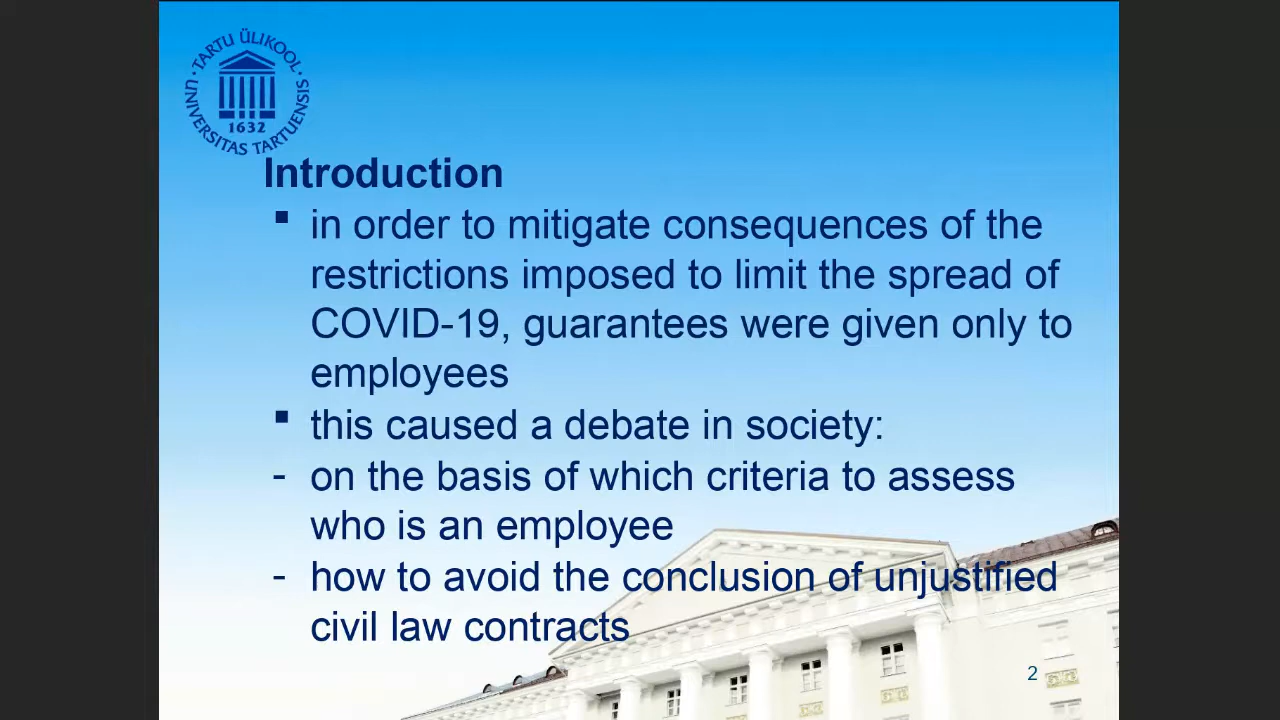 · TARTU ÜLIKOOL ·
UNIVERSITAS TARTUENSIS
1632
Introduction
▪ in order to mitigate consequences of the
restrictions imposed to limit the spread of
COVID-19, guarantees were given only to
employees
▪ this caused a debate in society:
- on the basis of which criteria to assess
who is an employee
- how to avoid the conclusion of unjustified
civil law contracts
2